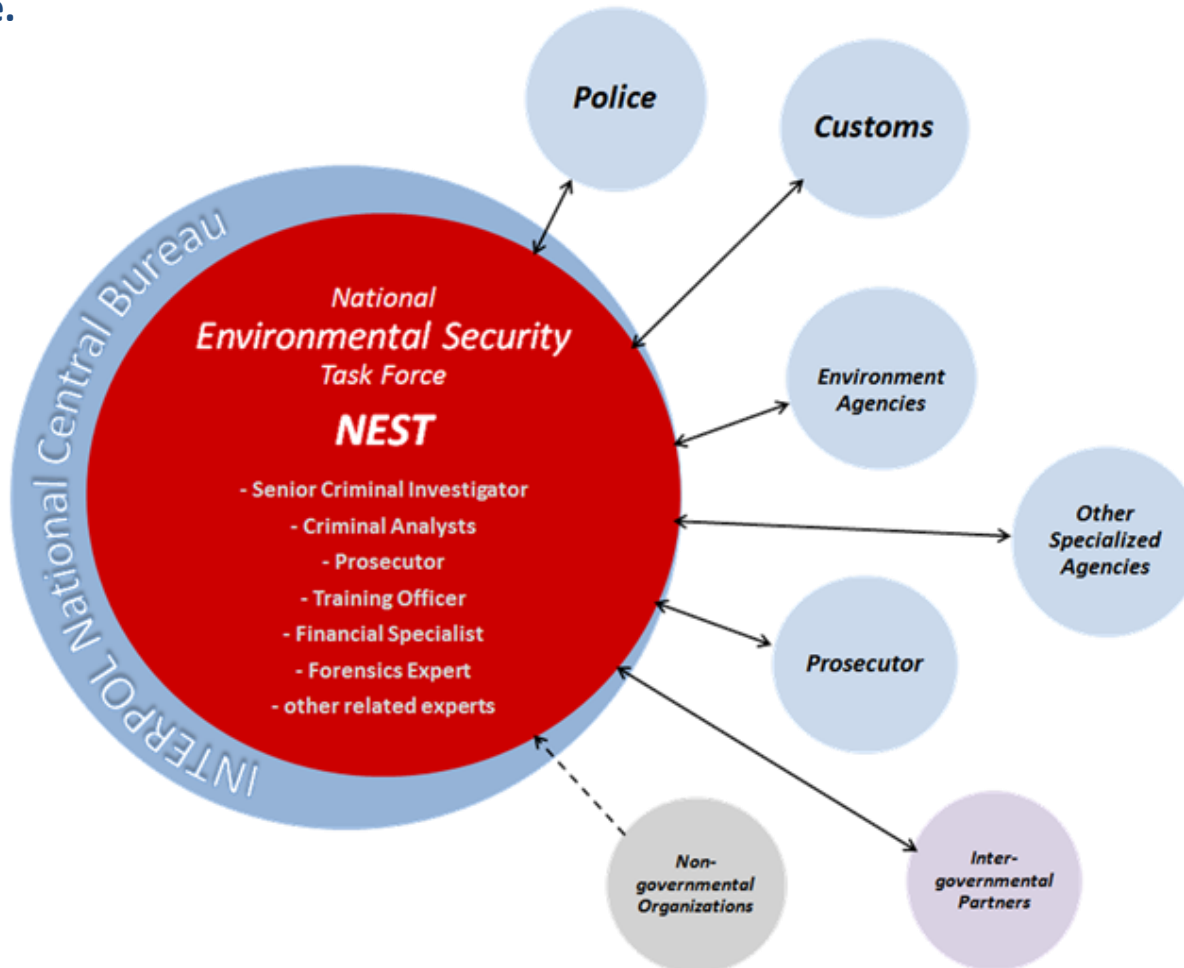 e.
Police
Customs
INTERPOL National Central Bureau
National
Environmental Security
Task Force
NEST
- Senior Criminal Investigator
- Criminal Analysts
- Prosecutor
- Training Officer
- Financial Specialist
- Forensics Expert
- other related experts
Environment
Agencies
Other
Specialized
Agencies
Prosecutor
Non-
governmental
Organizations
Inter-
governmental
Partners